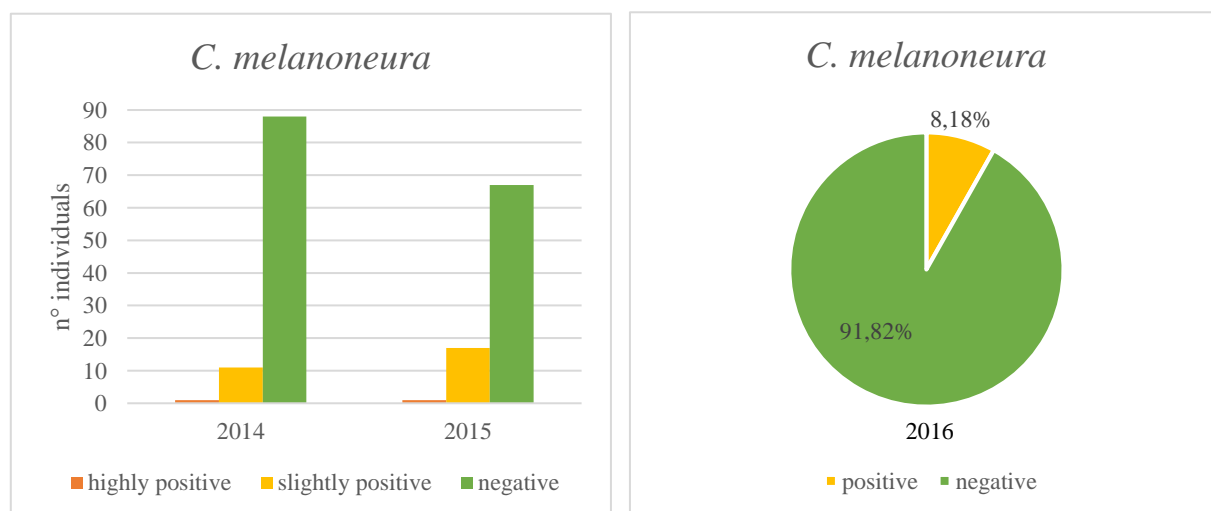 C. melanoneura
90
80
70
60
50
40
30
20
10
0
n° individuals
2014 2015
highly positive slightly positive negative
C. melanoneura
8,18%
91,82%
2016
positive negative